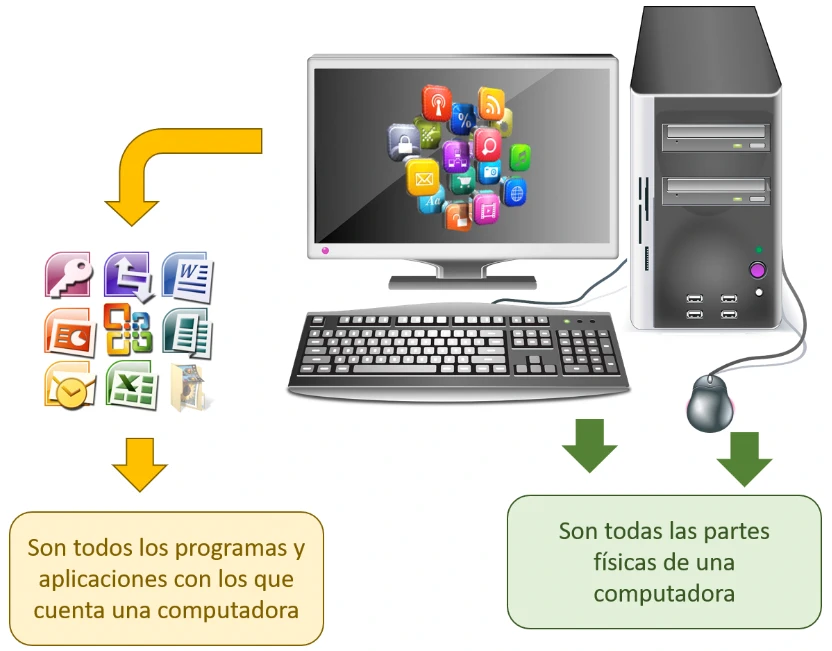 %
Aa
W
X
Son todos los programas y
aplicaciones con los que
cuenta una computadora
Son todas las partes
físicas de una
computadora